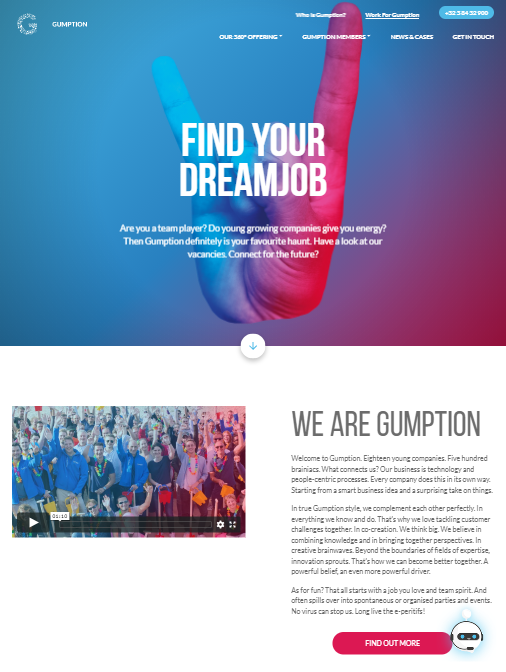 GUMPTION
Who is Gumption?
Work For Gumption
+32 3 84 32 900
OUR 360° OFFERING
GUMPTION MEMBERS
NEWS & CASES
GET IN TOUCH
FIND YOUR
DREAMJOB
Are you a team player? Do young growing companies give you energy?
Then Gumption definitely is your favourite haunt. Have a look at our
vacancies. Connect for the future?
WE ARE GUMPTION
Welcome to Gumption. Eighteen young companies. Five hundred
brainiacs. What connects us? Our business is technology and
people-centric processes. Every company does this in its own way.
Starting from a smart business idea and a surprising take on things.
In true Gumption style, we complement each other perfectly. In
everything we know and do. That's why we love tackling customer
challenges together. In co-creation. We think big. We believe in
combining knowledge and in bringing together perspectives. In
creative brainwaves. Beyond the boundaries of fields of expertise,
innovation sprouts. That's how we can become better together. A
powerful belief, an even more powerful driver.
As for fun? That all starts with a job you love and team spirit. And
often spills over into spontaneous or organised parties and events.
No virus can stop us. Long live the e-peritifs!
01:10
FIND OUT MORE